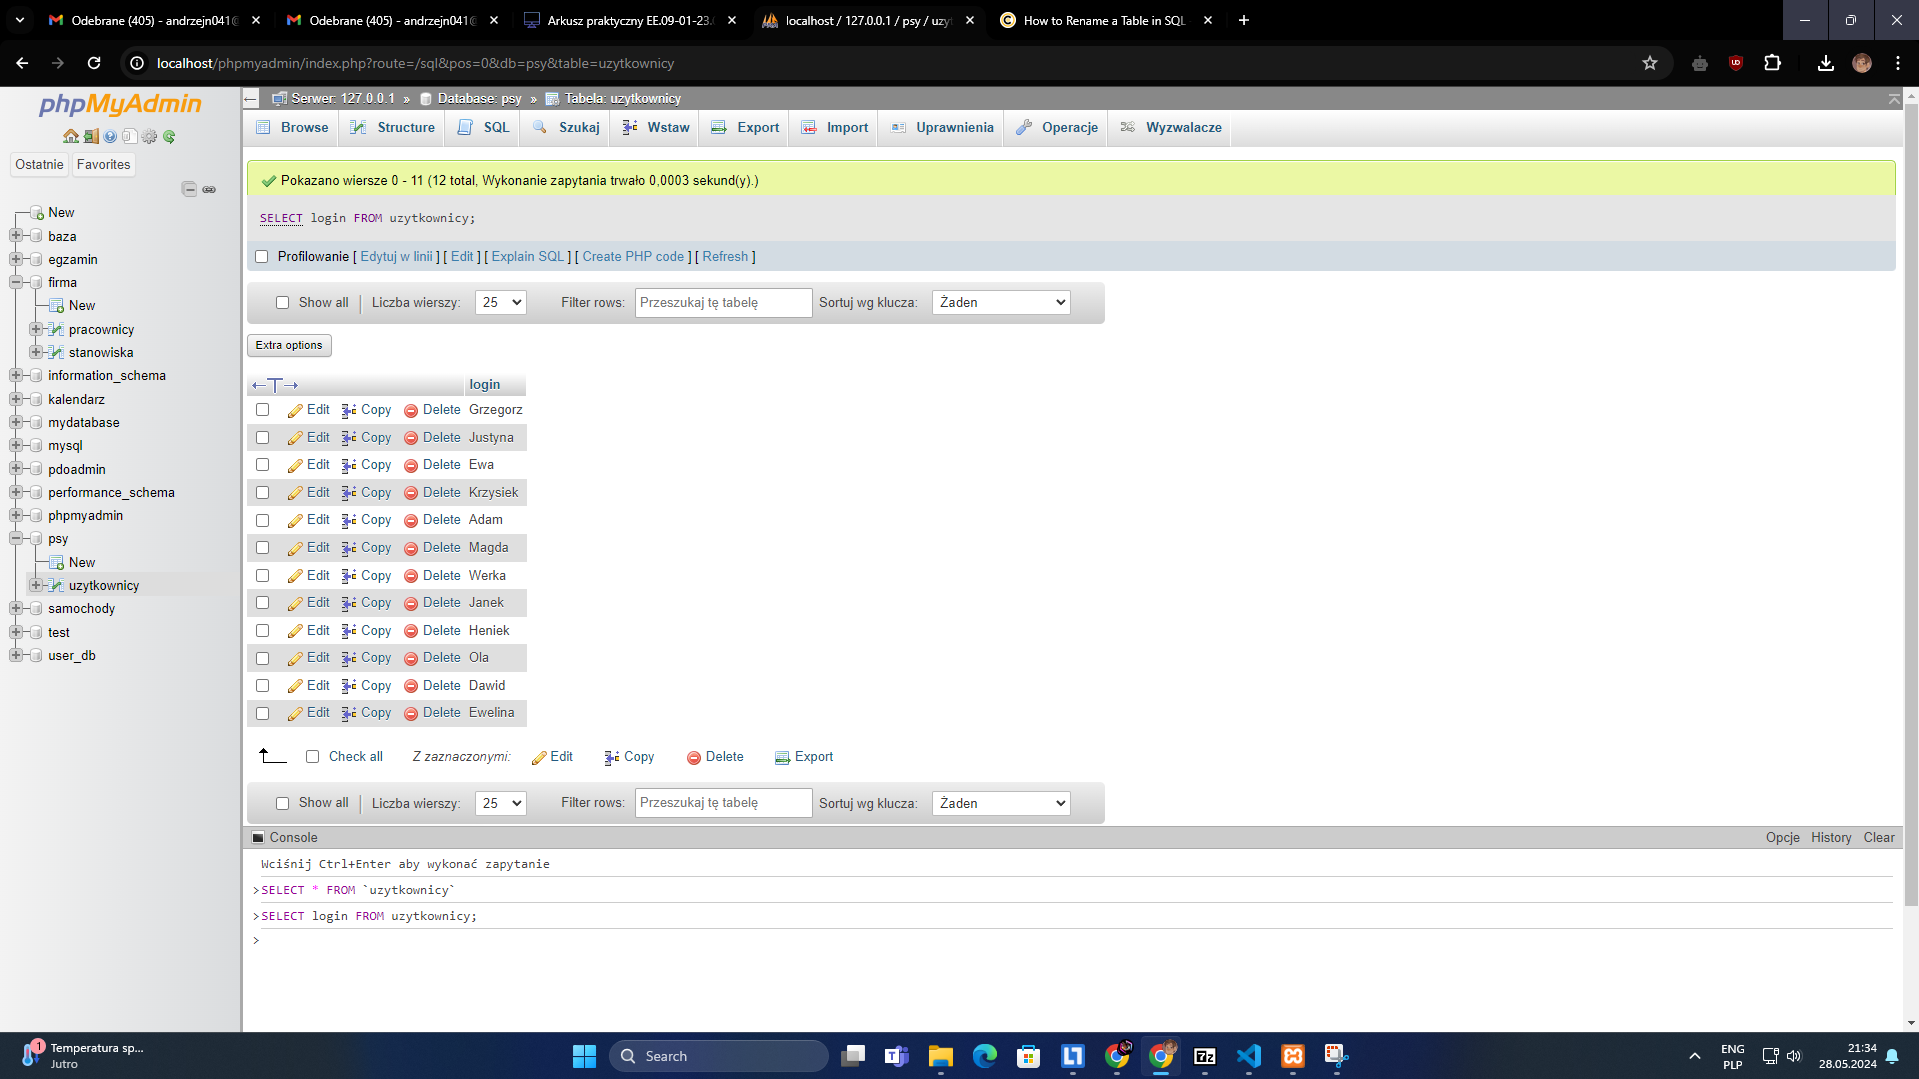 Odebrane (405) - andrzejn041@
Odebrane (405) - andrzejn041@
Arkusz praktyczny EE.09-01-23.
localhost / 127.0.0.1 / psy / uzyt
How to Rename a Table in SQL
localhost/phpmyadmin/index.php?route=/sql&pos=0&db=psy&table=uzytkownicy
phpMyAdmin
Ostatnie Favorites
New
baza
egzamin
firma
New
pracownicy
stanowiska
information_schema
kalendarz
mydatabase
mysql
pdoadmin
performance_schema
phpmyadmin
psy
New
uzytkownicy
samochody
test
user_db
Serwer: 127.0.0.1 » Database: psy » Tabela: uzytkownicy
Browse Structure SQL Szukaj Wstaw Export Import Uprawnienia Operacje Wyzwalacze
Pokazano wiersze 0 - 11 (12 total, Wykonanie zapytania trwało 0,0003 sekund(y).)
SELECT login FROM uzytkownicy;
Profilowanie [ Edytuj w linii ] [ Edit ] [ Explain SQL ] [ Create PHP code ] [ Refresh ]
Show all Liczba wierszy: 25 Filter rows: Przeszukaj tę tabelę Sortuj wg klucza: Żaden
Extra options
←T→ login
Edit Copy Delete Grzegorz
Edit Copy Delete Justyna
Edit Copy Delete Ewa
Edit Copy Delete Krzysiek
Edit Copy Delete Adam
Edit Copy Delete Magda
Edit Copy Delete Werka
Edit Copy Delete Janek
Edit Copy Delete Heniek
Edit Copy Delete Ola
Edit Copy Delete Dawid
Edit Copy Delete Ewelina
Check all Z zaznaczonymi: Edit Copy Delete Export
Show all Liczba wierszy: 25 Filter rows: Przeszukaj tę tabelę Sortuj wg klucza: Żaden
Console Opcje History Clear
Wciśnij Ctrl+Enter aby wykonać zapytanie
>SELECT * FROM `uzytkownicy`
>SELECT login FROM uzytkownicy;
>
1
Temperatura sp...
Jutro
Search
ENG
PLP
21:34
28.05.2024